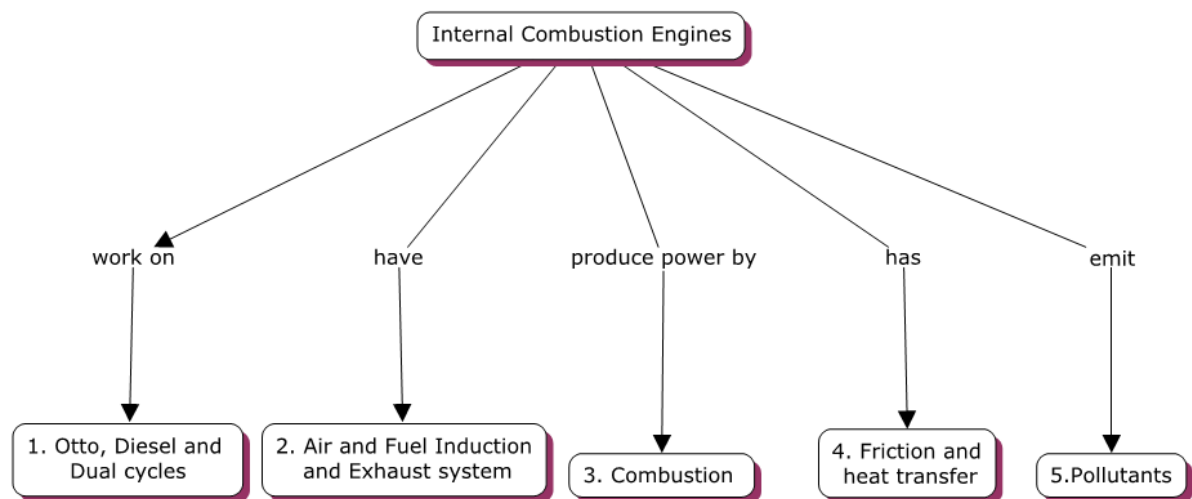 Internal Combustion Engines
work on
have
produce power by
has
emit
1. Otto, Diesel and
Dual cycles
2. Air and Fuel Induction
and Exhaust system
3. Combustion
4. Friction and
heat transfer
5.Pollutants